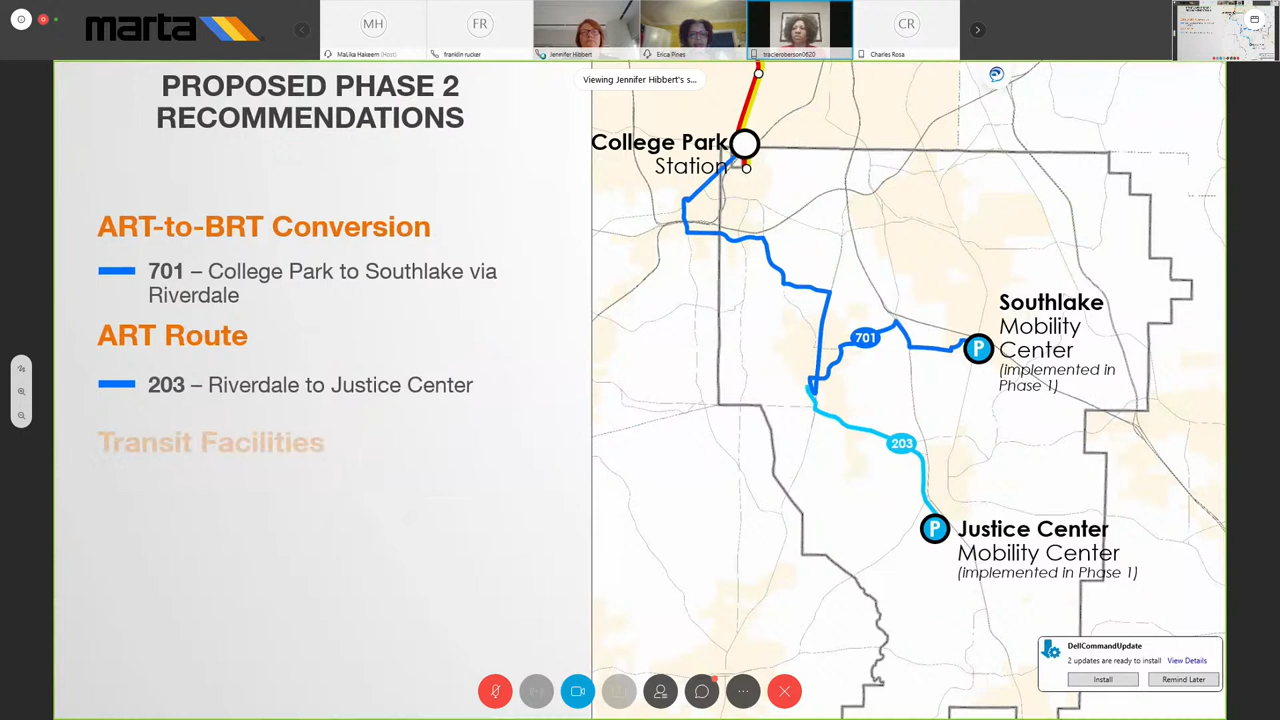 marta
MH
FR
CR
MaLika Hakeem (Host)
franklin rucker
Jennifer Hibbert
Erica Pines
tracieroberson0620
Charles Rosa
Viewing Jennifer Hibbert's s...
PROPOSED PHASE 2
RECOMMENDATIONS
ART-to-BRT Conversion
701 – College Park to Southlake via
Riverdale
ART Route
203 – Riverdale to Justice Center
Transit Facilities
College Park
Station
701
203
P
Southlake
Mobility
Center
(implemented in
Phase 1)
P
Justice Center
Mobility Center
(implemented in Phase 1)
DellCommandUpdate
2 updates are ready to install View Details
Install
Remind Later